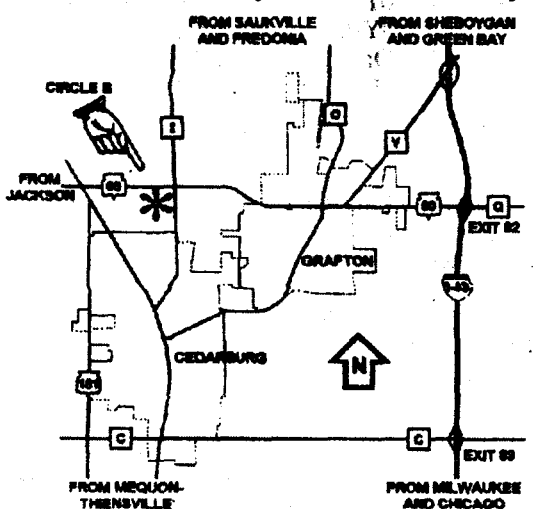 FROM SAUKVILLE
AND FREDONIA
FROM SHEBOYGAN
AND GREEN BAY
CIRCLE B
I
O
V
FROM
JACKSON
60
60
Q
EXIT 92
GRAFTON
I-43
CEDARBURG
N
181
C
C
EXIT 89
FROM MEQUON-
THIENSVILLE
FROM MILWAUKEE
AND CHICAGO